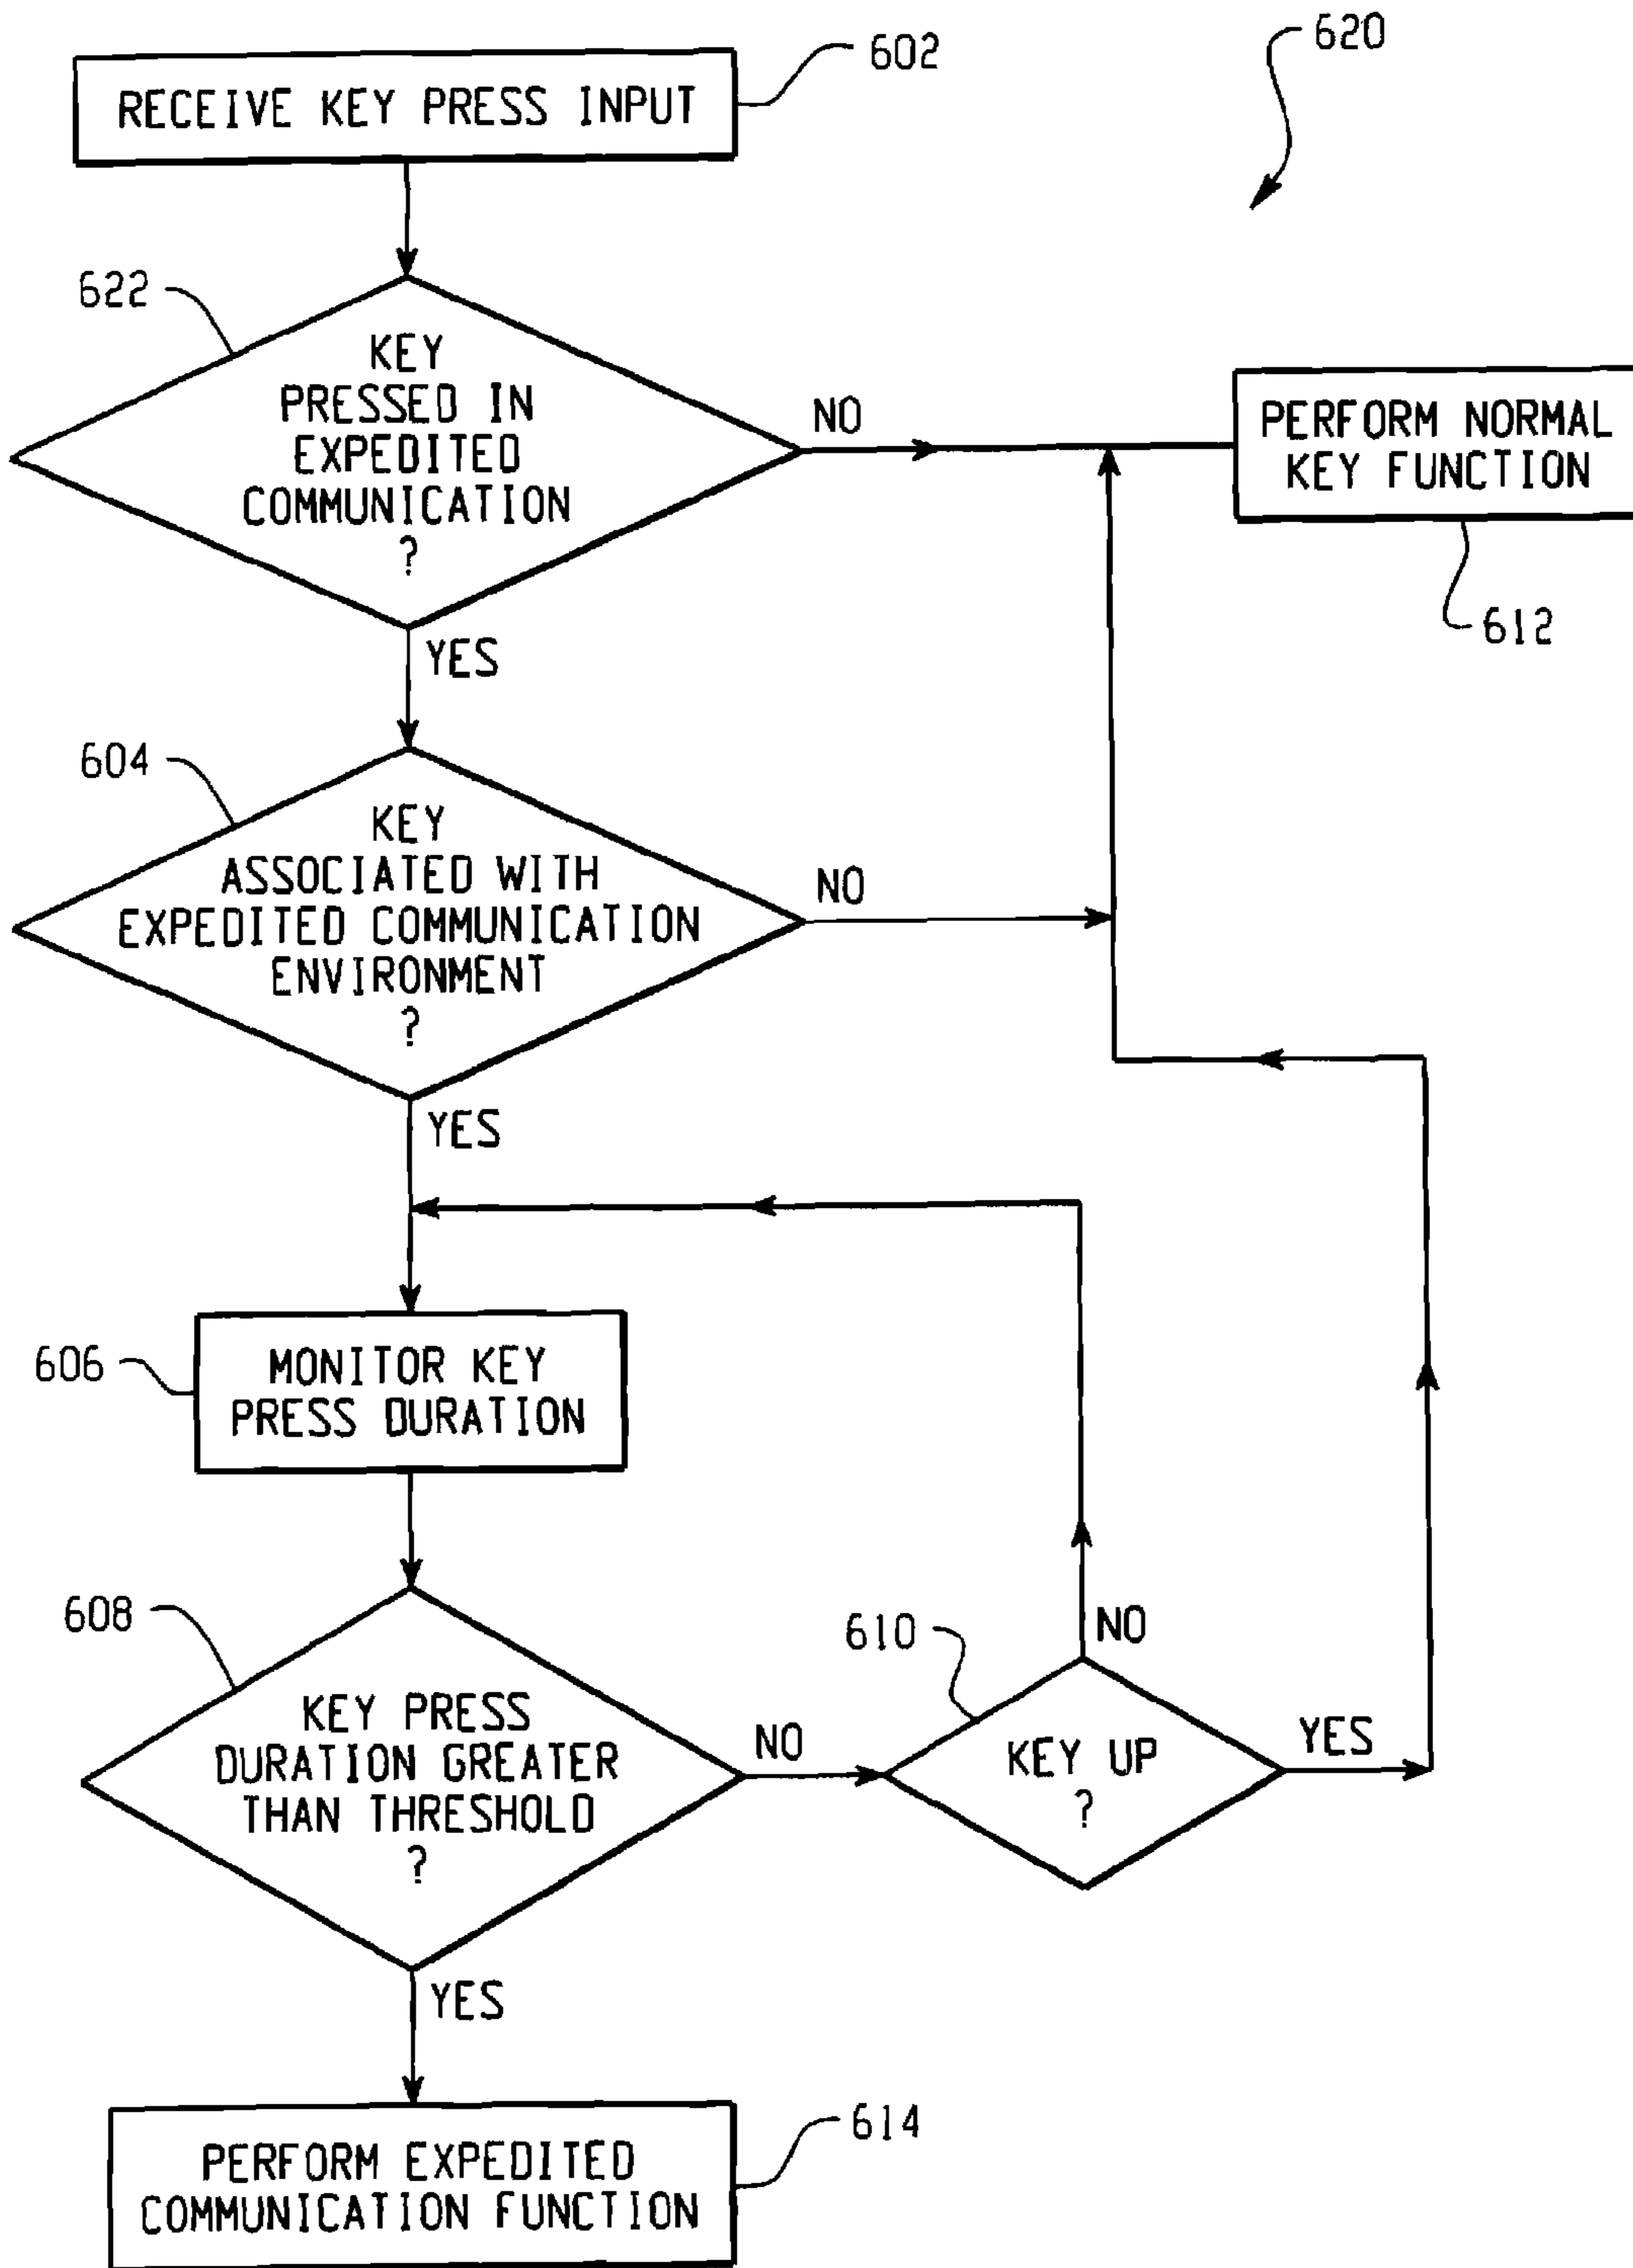 620
602
RECEIVE KEY PRESS INPUT
622
KEY
PRESSED IN
EXPEDITED
COMMUNICATION
?
NO
YES
PERFORM NORMAL
KEY FUNCTION
612
604
KEY
ASSOCIATED WITH
EXPEDITED COMMUNICATION
ENVIRONMENT
?
NO
YES
606
MONITOR KEY
PRESS DURATION
608
KEY PRESS
DURATION GREATER
THAN THRESHOLD
?
NO
YES
610
KEY UP
?
NO
YES
614
PERFORM EXPEDITED
COMMUNICATION FUNCTION